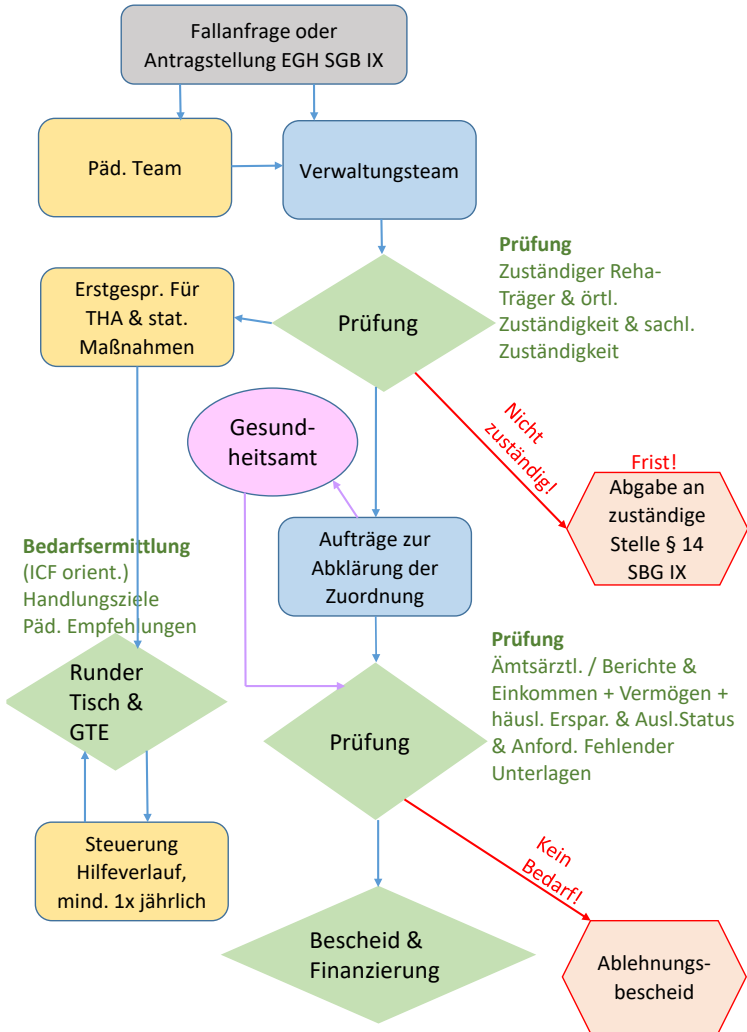 Fallanfrage oder
Antragstellung EGH SGB IX
Päd. Team
Verwaltungsteam
Prüfung
Zuständiger Reha-
Träger & örtl.
Zuständigkeit & sachl.
Zuständigkeit
Erstgespr. Für
THA & stat.
Maßnahmen
Prüfung
Nicht
zuständig!
Gesund-
heitsamt
Frist!
Abgabe an
zuständige
Stelle § 14
SBG IX
Aufträge zur
Abklärung der
Zuordnung
Bedarfsermittlung
(ICF orient.)
Handlungsziele
Päd. Empfehlungen
Prüfung
Ämtsärztl. / Berichte &
Einkommen + Vermögen +
häusl. Erspar. & Ausl.Status
& Anford. Fehlender
Unterlagen
Runder
Tisch &
GTE
Prüfung
Steuerung
Hilfeverlauf,
mind. 1x jährlich
Kein
Bedarf!
Bescheid &
Finanzierung
Ablehnungs-
bescheid